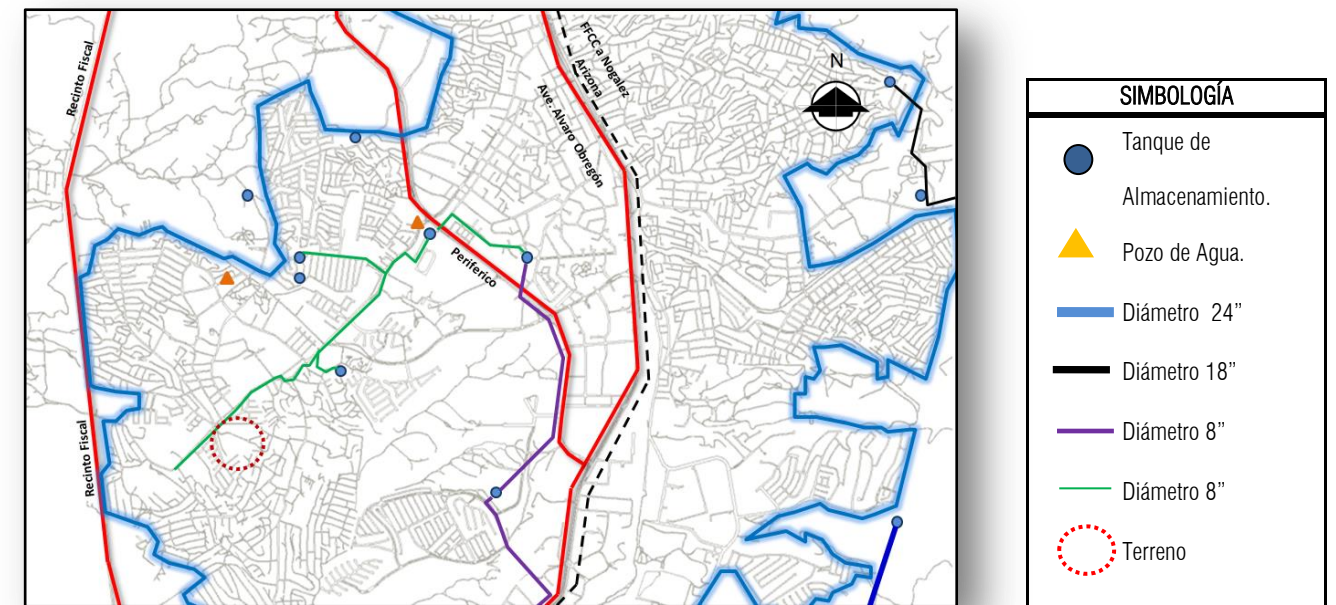 Recinto Fiscal
FFCC a Nogalez
Arizona
Ave. Alvaro Obregón
N
Periferico
Recinto Fiscal
SIMBOLOGÍA
Tanque de
Almacenamiento.
Pozo de Agua.
Diámetro 24”
Diámetro 18”
Diámetro 8”
Diámetro 8”
Terreno